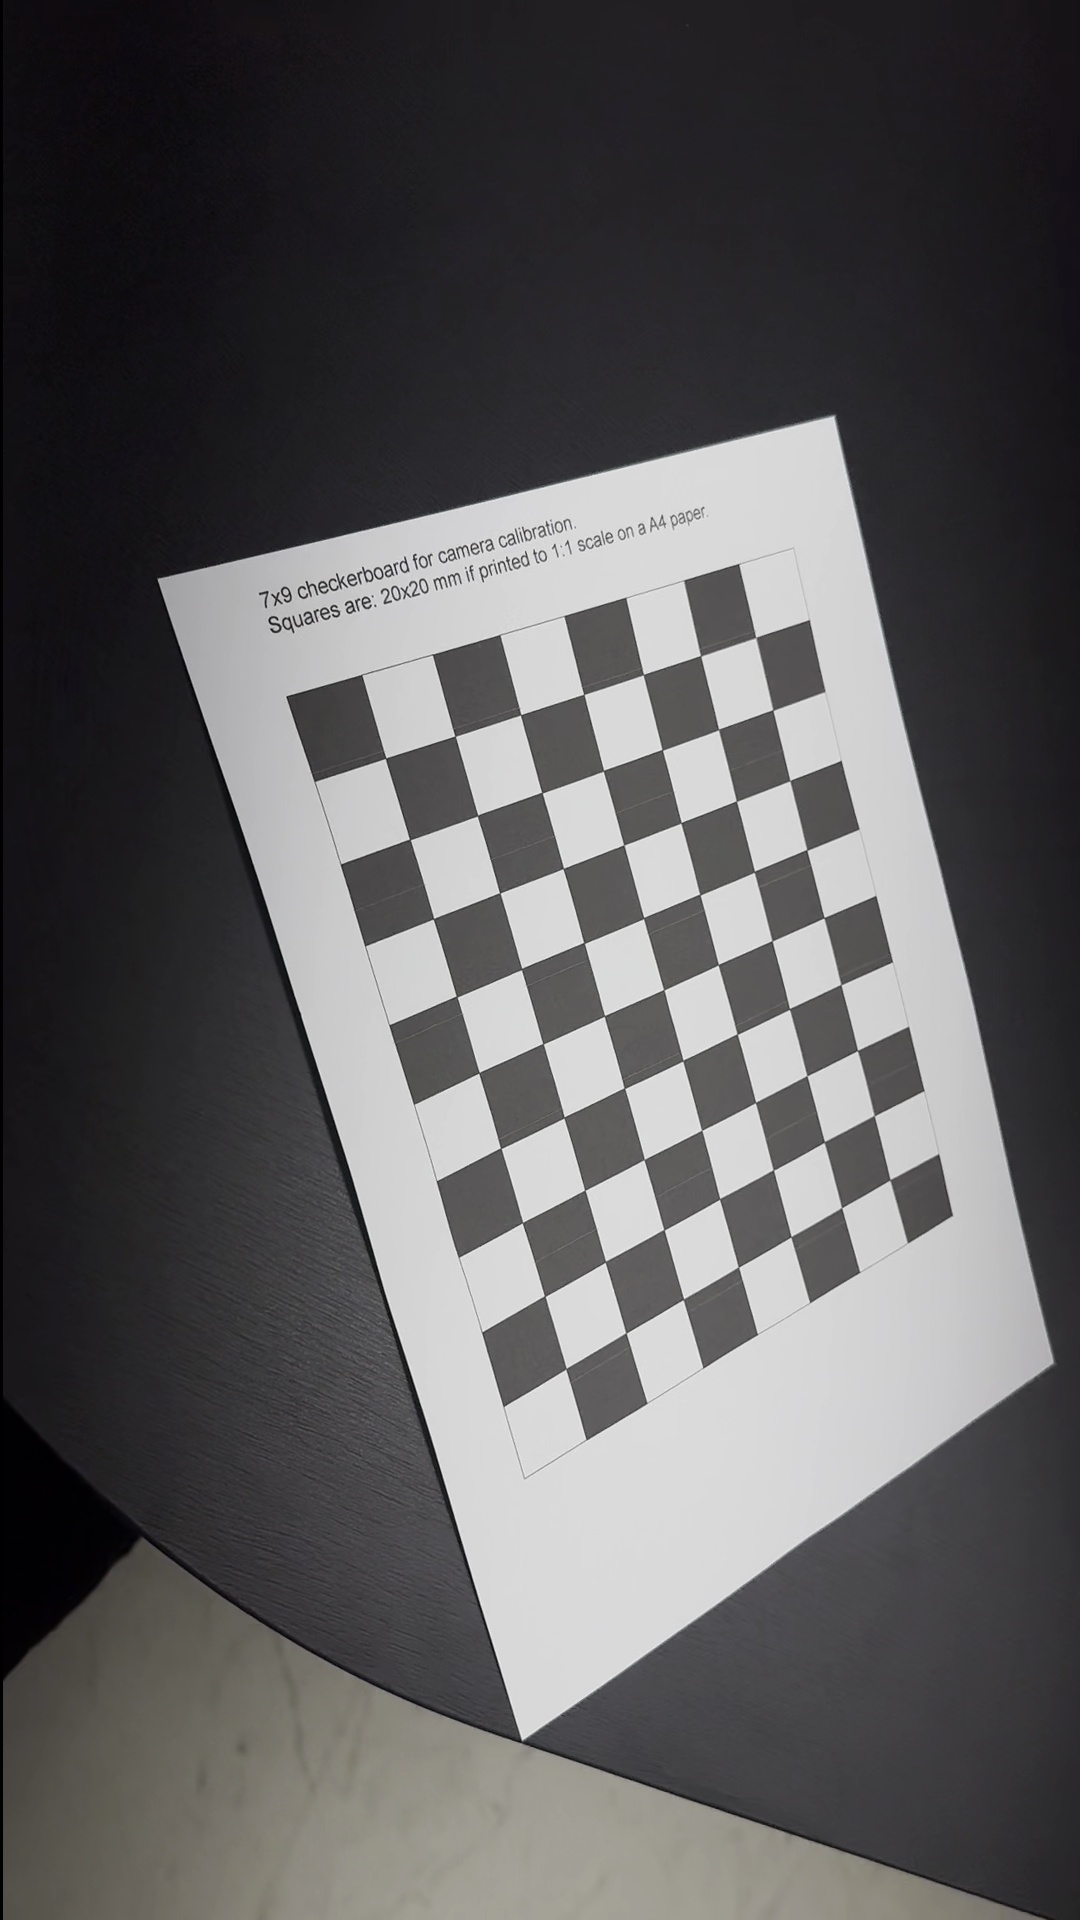 7x9 checkerboard for camera calibration.
Squares are: 20x20 mm if printed to 1:1 scale on a A4 paper.